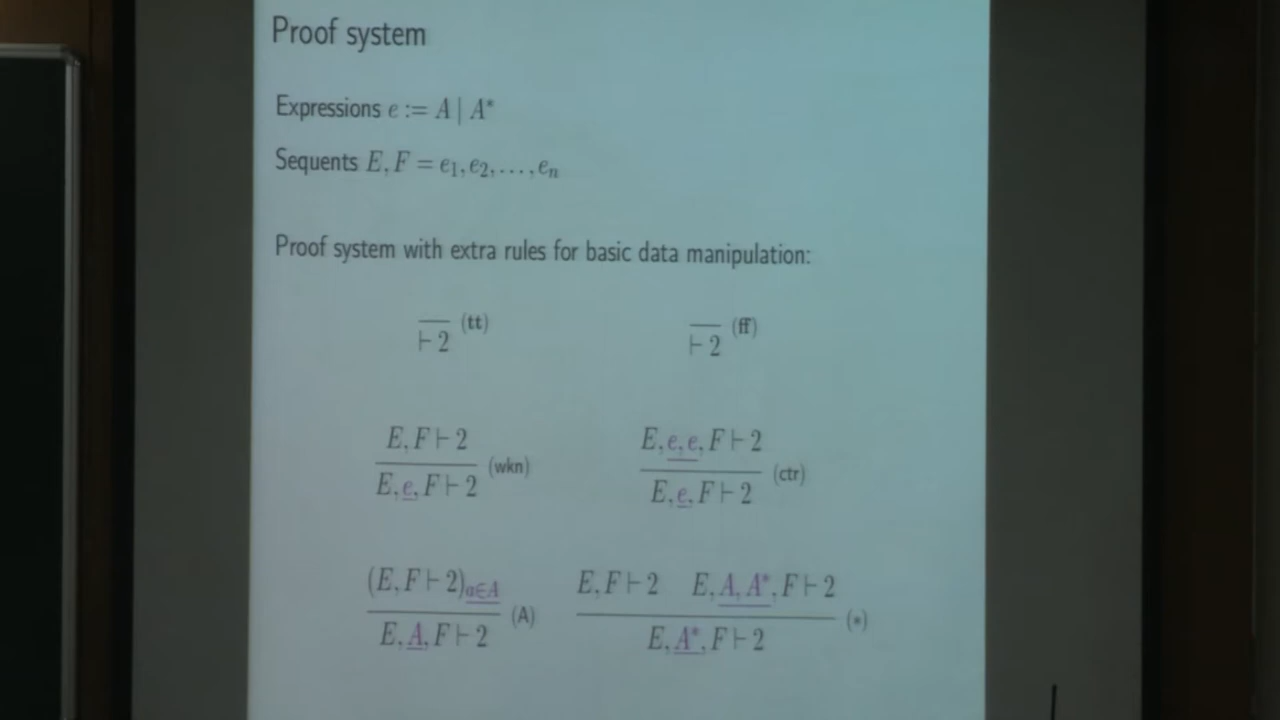 Proof system
Expressions e := A | A*
Sequents E, F = e₁, e₂, ..., eₙ
Proof system with extra rules for basic data manipulation:
⊢ 2 (tt) ⊢ 2 (ff)
E, F ⊢ 2 E, e, e, F ⊢ 2
(wkn) (ctr)
E, e, F ⊢ 2 E, e, F ⊢ 2
(E, F ⊢ 2)a∈A E, F ⊢ 2 E, A, A*, F ⊢ 2
(A) (*)
E, A, F ⊢ 2 E, A*, F ⊢ 2